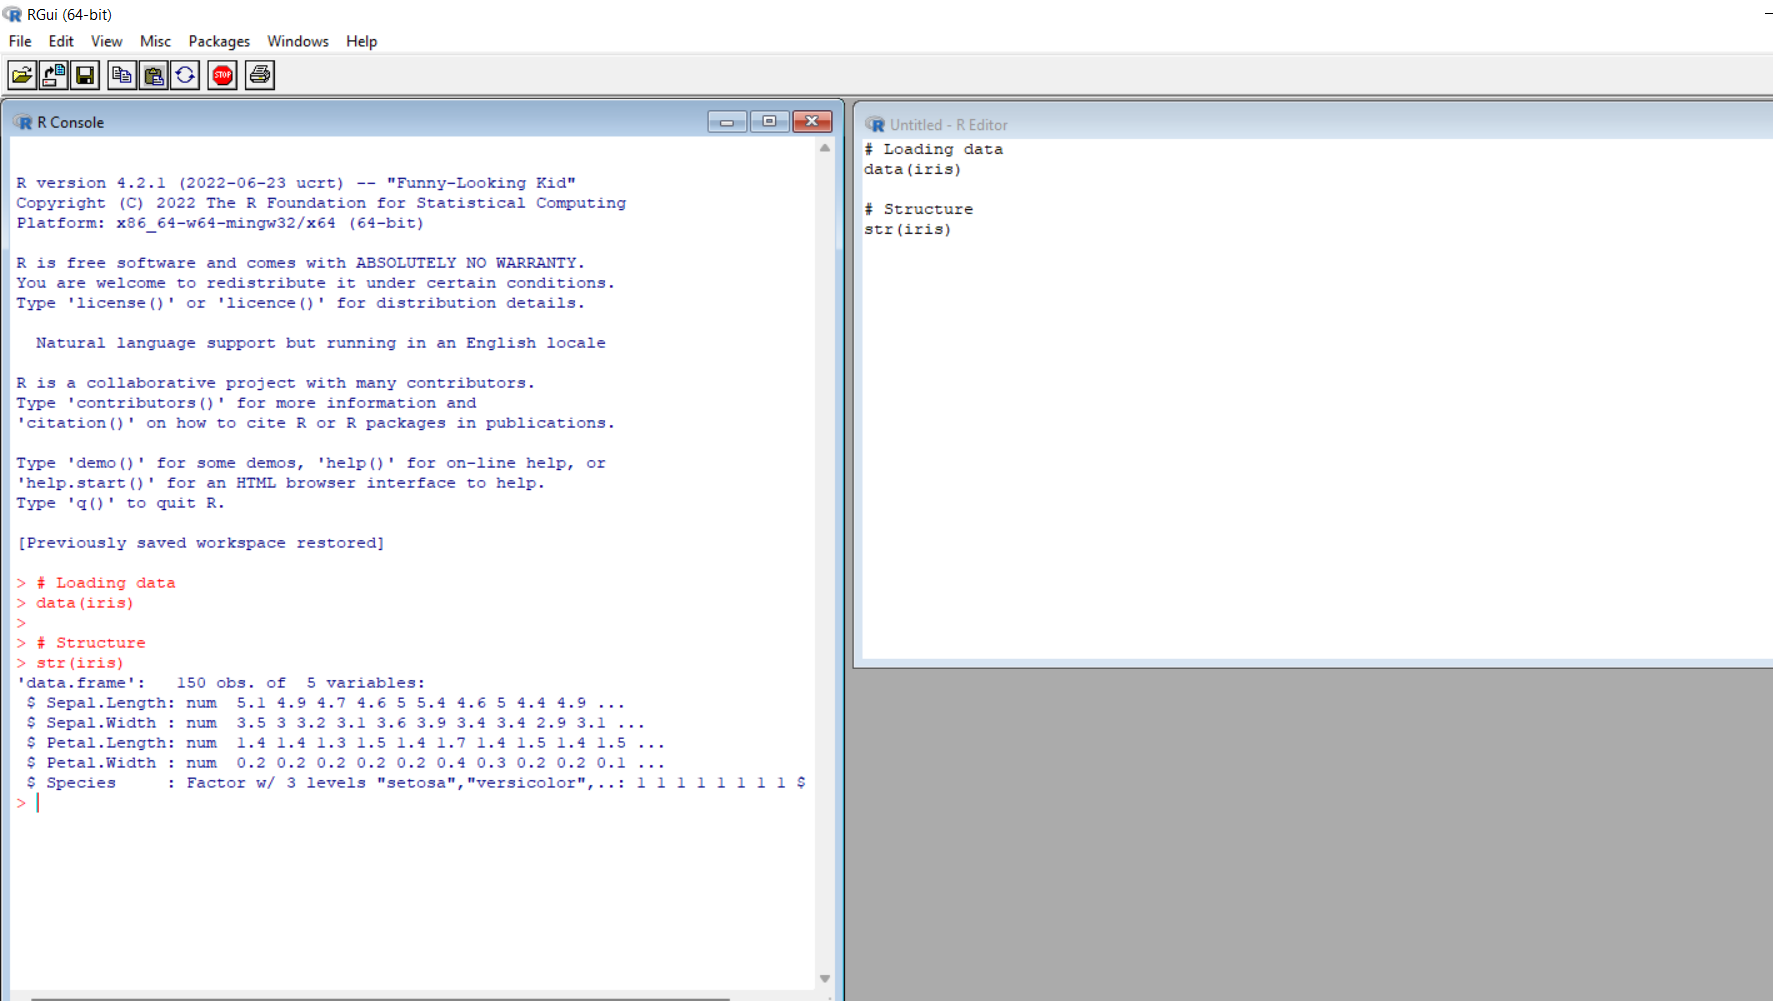 RGui (64-bit)
File Edit View Misc Packages Windows Help
STOP
R Console
R version 4.2.1 (2022-06-23 ucrt) -- "Funny-Looking Kid"
Copyright (C) 2022 The R Foundation for Statistical Computing
Platform: x86_64-w64-mingw32/x64 (64-bit)
R is free software and comes with ABSOLUTELY NO WARRANTY.
You are welcome to redistribute it under certain conditions.
Type 'license()' or 'licence()' for distribution details.
Natural language support but running in an English locale
R is a collaborative project with many contributors.
Type 'contributors()' for more information and
'citation()' on how to cite R or R packages in publications.
Type 'demo()' for some demos, 'help()' for on-line help, or
'help.start()' for an HTML browser interface to help.
Type 'q()' to quit R.
[Previously saved workspace restored]
> # Loading data
> data(iris)
>
> # Structure
> str(iris)
'data.frame':   150 obs. of  5 variables:
 $ Sepal.Length: num  5.1 4.9 4.7 4.6 5 5.4 4.6 5 4.4 4.9 ...
 $ Sepal.Width : num  3.5 3 3.2 3.1 3.6 3.9 3.4 3.4 2.9 3.1 ...
 $ Petal.Length: num  1.4 1.4 1.3 1.5 1.4 1.7 1.4 1.5 1.4 1.5 ...
 $ Petal.Width : num  0.2 0.2 0.2 0.2 0.2 0.4 0.3 0.2 0.2 0.1 ...
 $ Species     : Factor w/ 3 levels "setosa","versicolor",..: 1 1 1 1 1 1 1 1 $
>
Untitled - R Editor
# Loading data
data(iris)
# Structure
str(iris)